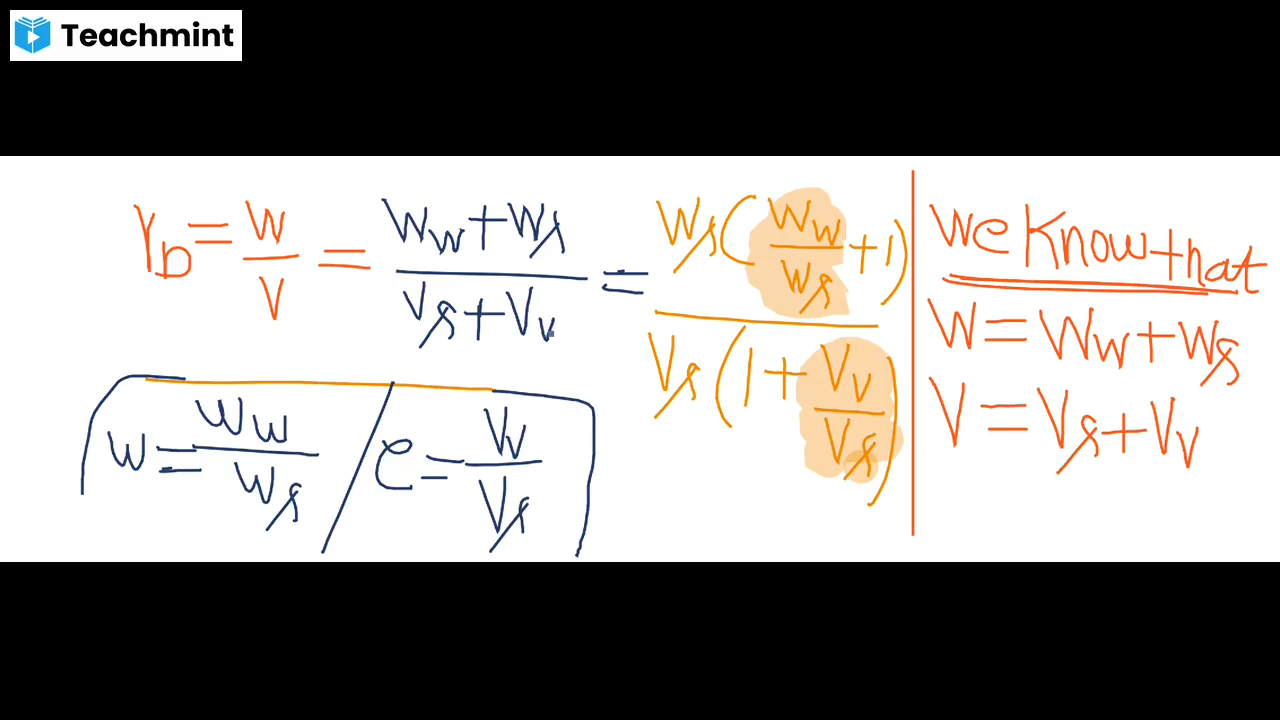 Teachmint
γb = W/V = (Ww + Ws)/(Vs + Vv) = Ws(Ww/Ws + 1)/Vs(1 + Vv/Vs)
w = Ww/Ws / e = Vv/Vs
We Know that
W = Ww + Ws
V = Vs + Vv